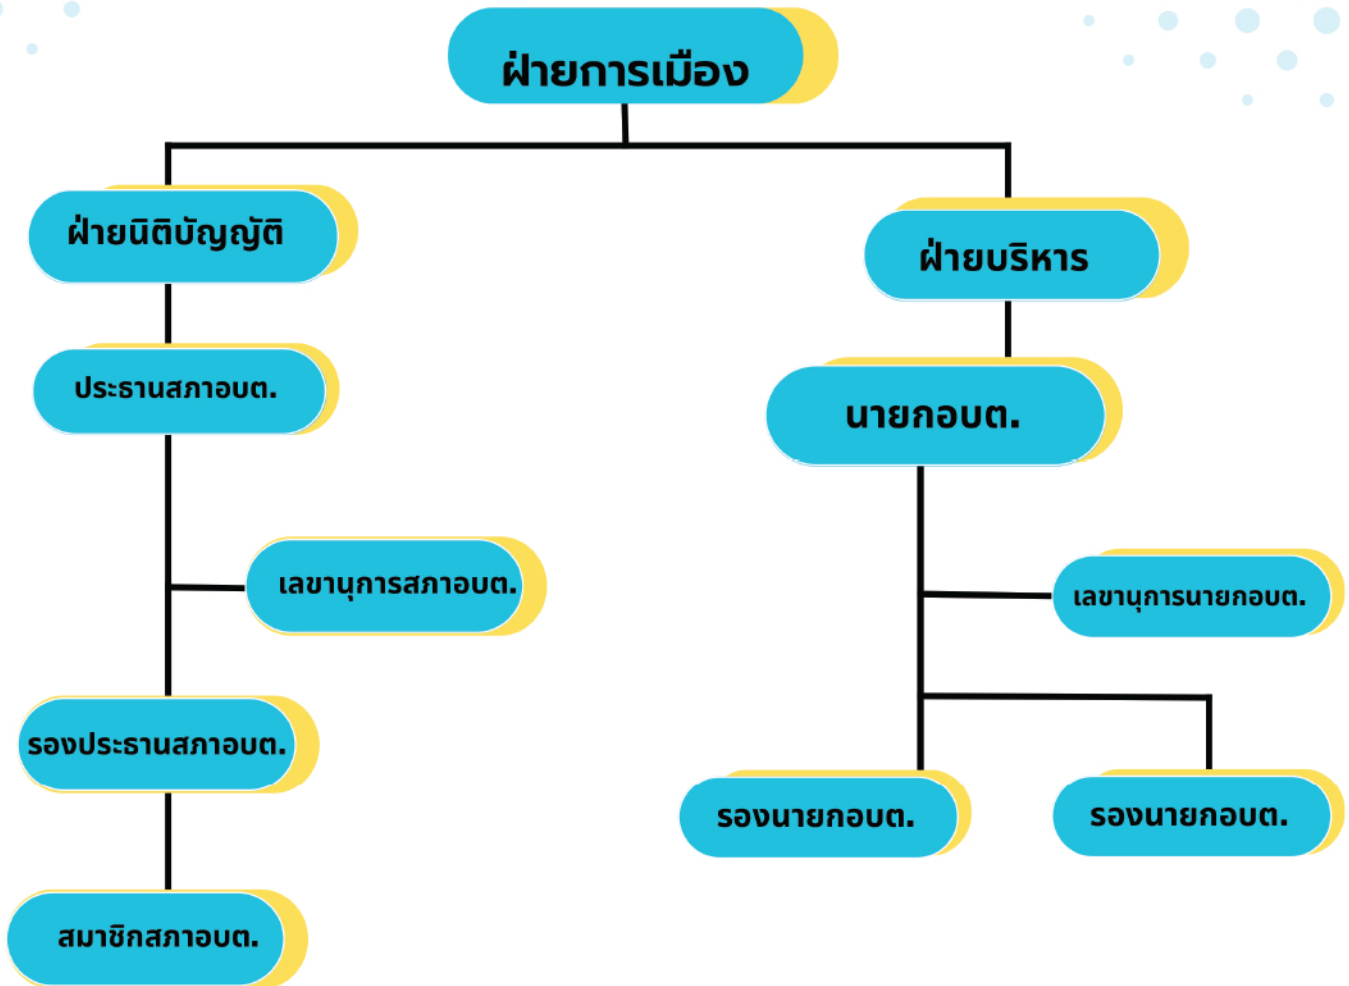 ฝ่ายการเมือง
ฝ่ายนิติบัญญัติ
ฝ่ายบริหาร
ประธานสภาอบต.
นายกอบต.
เลขานุการสภาอบต.
เลขานุการนายกอบต.
รองประธานสภาอบต.
รองนายกอบต.
รองนายกอบต.
สมาชิกสภาอบต.